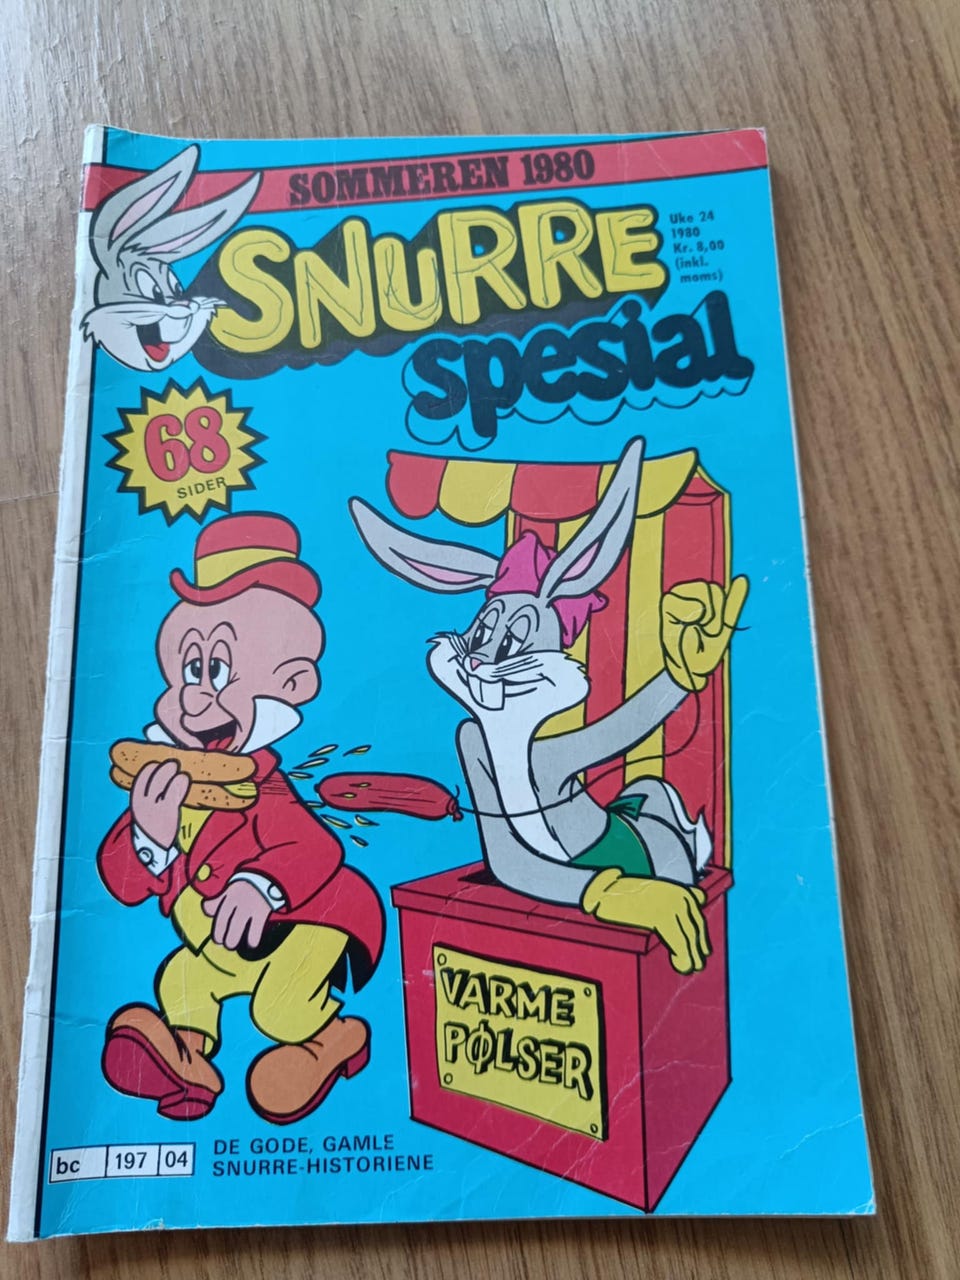 SOMMEREN 1980
SNURRE
spesial
Uke 24
1980
Kr. 8,00
(inkl.
moms)
68
SIDER
VARME
PØLSER
DE GODE, GAMLE
SNURRE-HISTORIENE
bc 197 04